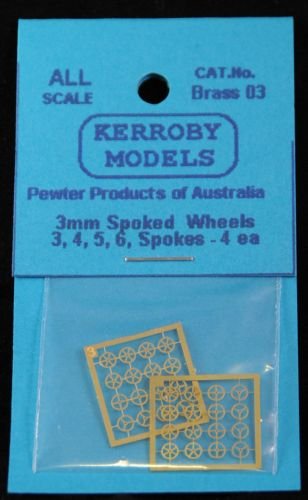 ALL
SCALE
CAT.No.
Brass 03
KERROBY
MODELS
Pewter Products of Australia
3mm Spoked Wheels
3, 4, 5, 6, Spokes - 4 ea
3